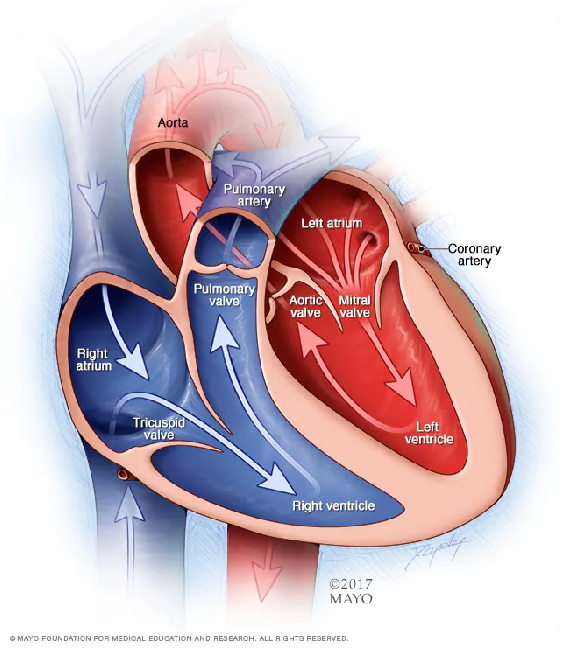 Aorta
Pulmonary
artery
Left atrium
Coronary
artery
Pulmonary
valve
Aortic
valve
Mitral
valve
Right
atrium
Tricuspid
valve
Left
ventricle
Right ventricle
©2017
MAYO
© MAYO FOUNDATION FOR MEDICAL EDUCATION AND RESEARCH. ALL RIGHTS RESERVED.